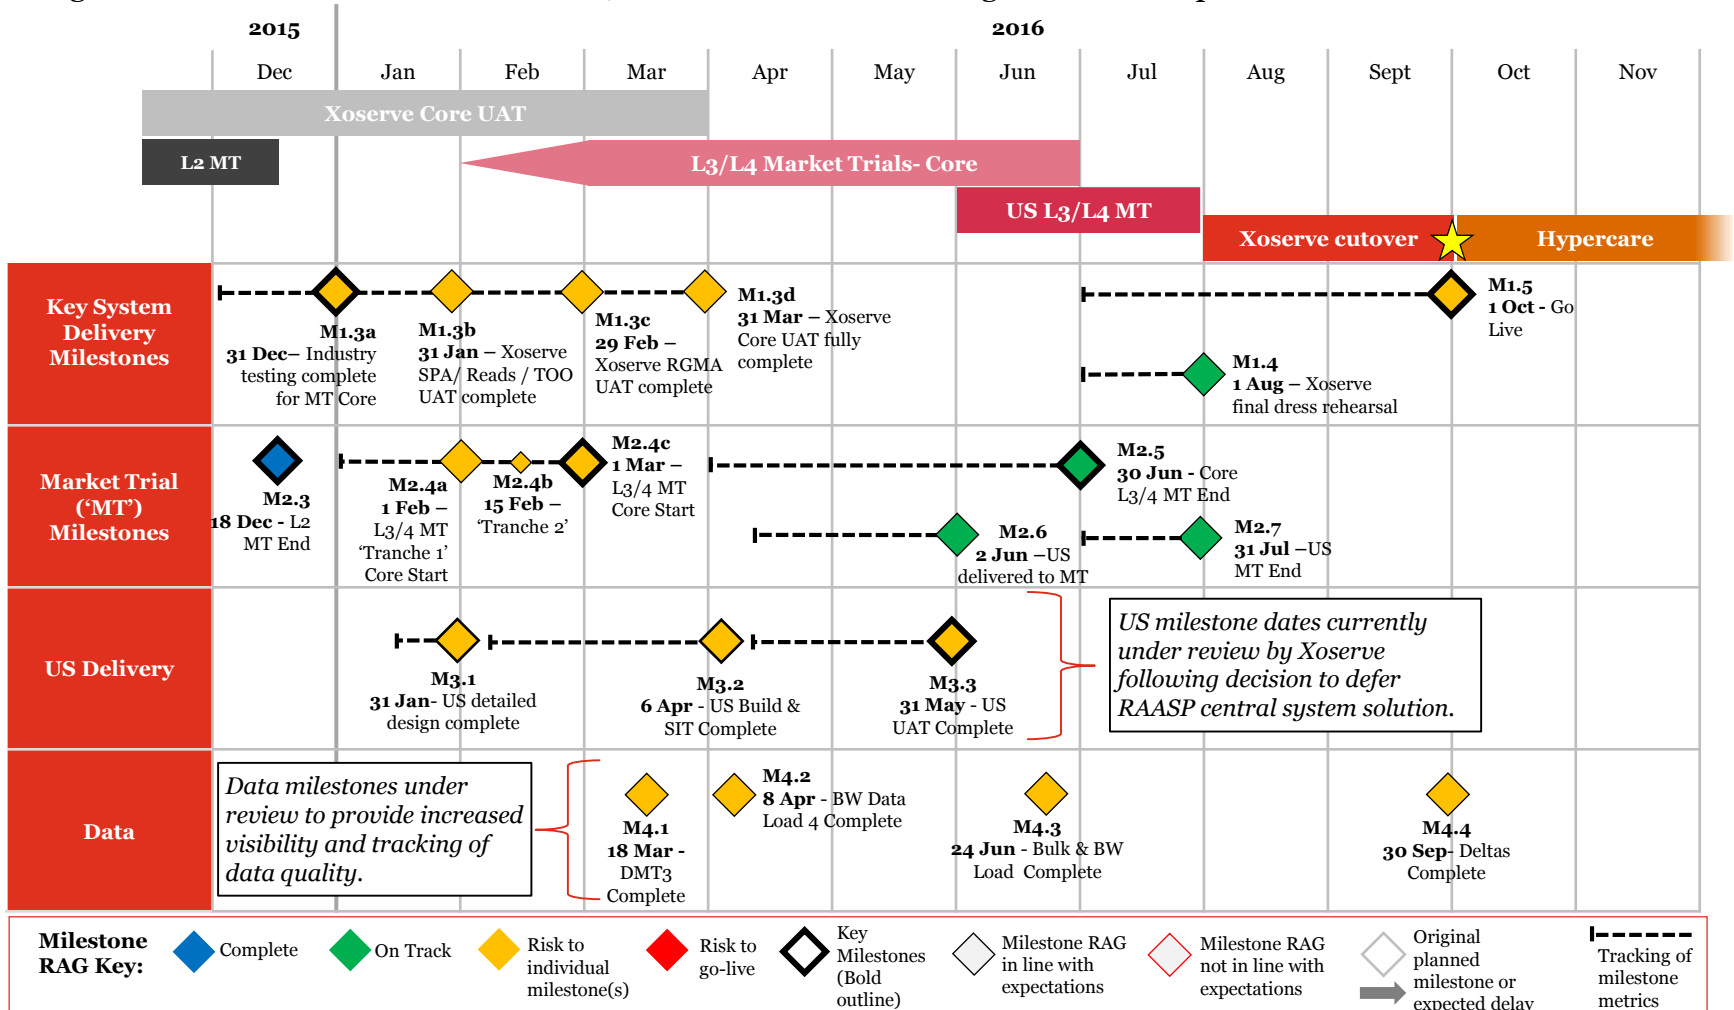 2015
2016
Dec
Jan
Feb
Mar
Apr
May
Jun
Jul
Aug
Sept
Oct
Nov
Xoserve Core UAT
L2 MT
L3/L4 Market Trials- Core
US L3/L4 MT
Xoserve cutover
Hypercare
Key System
Delivery
Milestones
M1.3a
31 Dec– Industry
testing complete
for MT Core
M1.3b
31 Jan – Xoserve
SPA/ Reads / TOO
UAT complete
M1.3c
29 Feb –
Xoserve RGMA
UAT complete
M1.3d
31 Mar – Xoserve
Core UAT fully
complete
M1.5
1 Oct - Go
Live
M1.4
1 Aug – Xoserve
final dress rehearsal
Market Trial
(‘MT’)
Milestones
M2.3
18 Dec - L2
MT End
M2.4a
1 Feb –
L3/4 MT
‘Tranche 1’
Core Start
M2.4b
15 Feb –
‘Tranche 2’
M2.4c
1 Mar –
L3/4 MT
Core Start
M2.5
30 Jun - Core
L3/4 MT End
M2.6
2 Jun –US
delivered to MT
M2.7
31 Jul –US
MT End
US Delivery
M3.1
31 Jan- US detailed
design complete
M3.2
6 Apr - US Build &
SIT Complete
M3.3
31 May - US
UAT Complete
US milestone dates currently
under review by Xoserve
following decision to defer
RAASP central system solution.
Data
Data milestones under
review to provide increased
visibility and tracking of
data quality.
M4.1
18 Mar -
DMT3
Complete
M4.2
8 Apr - BW Data
Load 4 Complete
M4.3
24 Jun - Bulk & BW
Load Complete
M4.4
30 Sep- Deltas
Complete
Milestone
RAG Key:
Complete
On Track
Risk to
individual
milestone(s)
Risk to
go-live
Key
Milestones
(Bold
outline)
Milestone RAG
in line with
expectations
Milestone RAG
not in line with
expectations
Original
planned
milestone or
expected delay
Tracking of
milestone
metrics